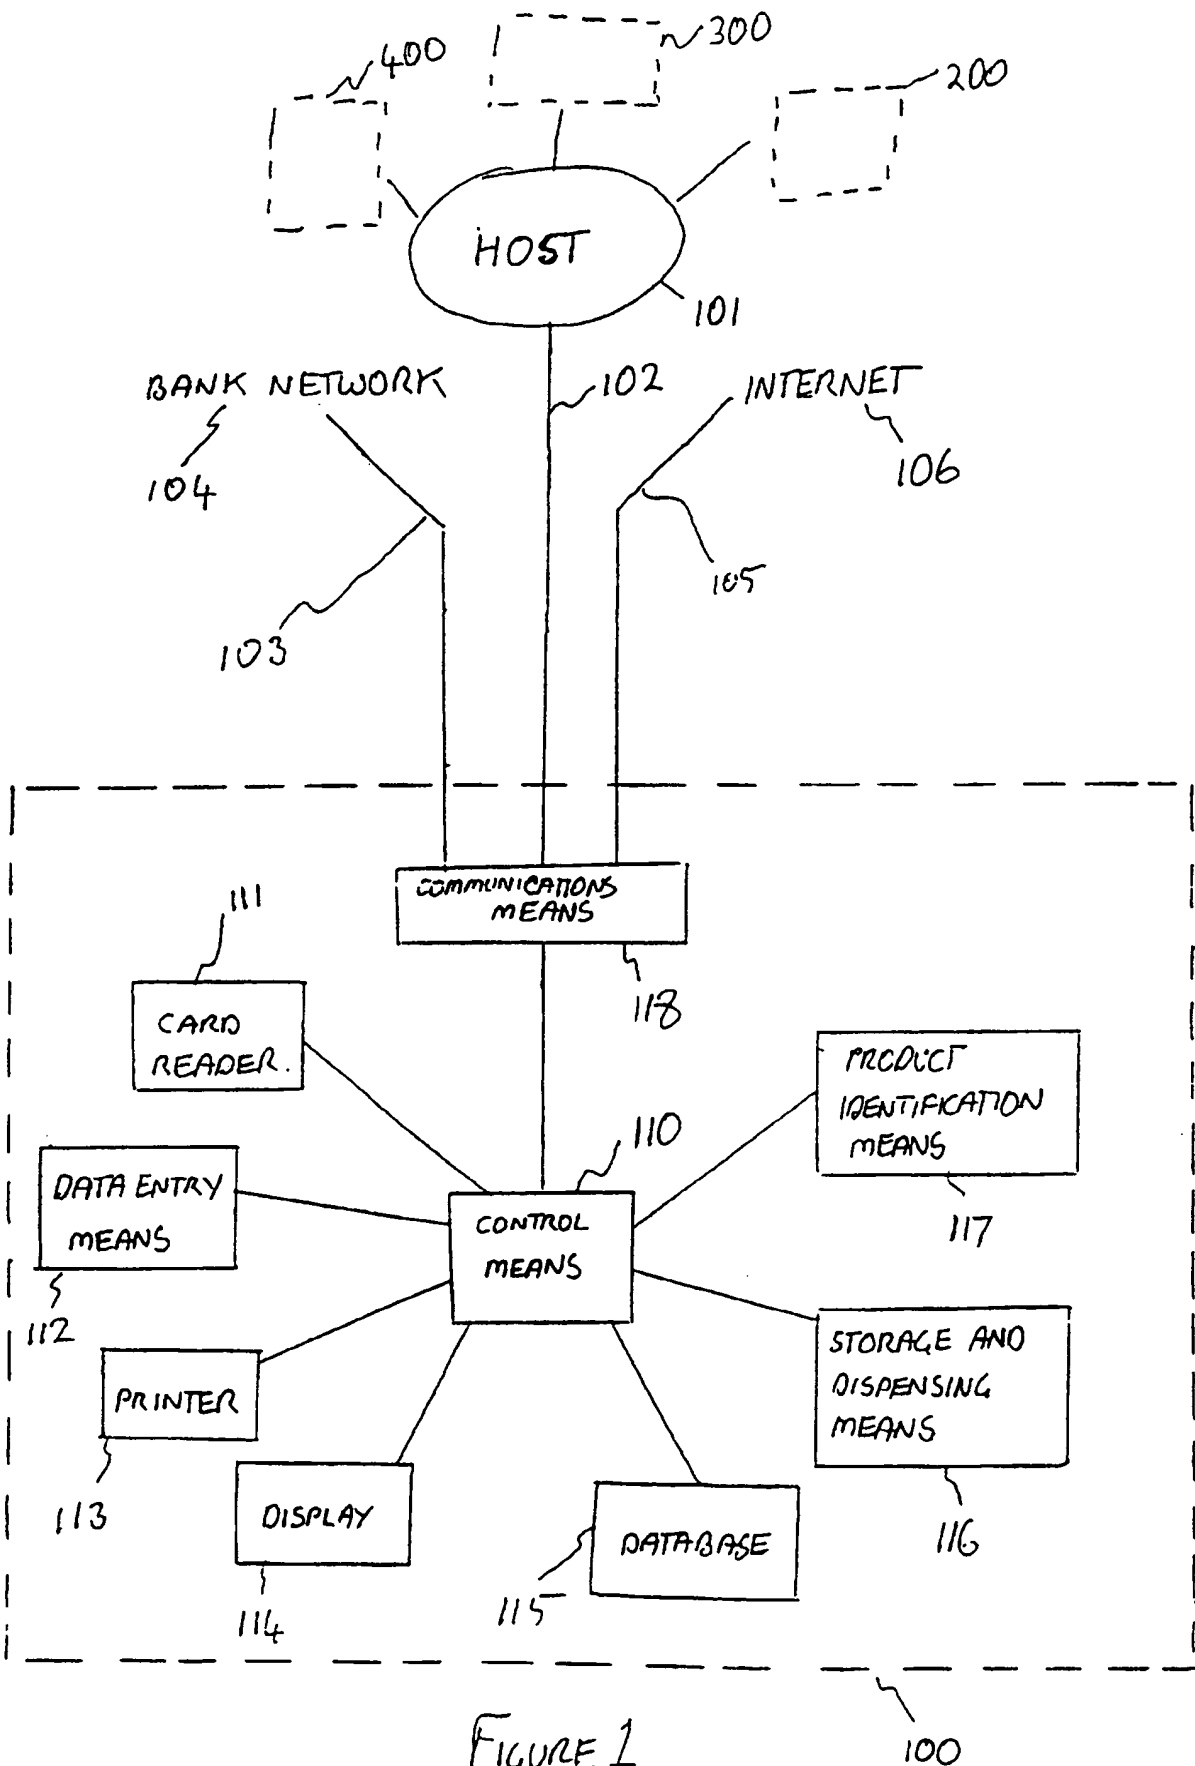 300
400
200
HOST
101
BANK NETWORK
102
INTERNET
104
106
105
103
COMMUNICATIONS
MEANS
111
118
CARD
READER.
PRODUCT
IDENTIFICATION
MEANS
110
DATA ENTRY
MEANS
CONTROL
MEANS
117
112
STORAGE AND
DISPENSING
MEANS
PRINTER
113
DISPLAY
DATABASE
116
114
115
100
FIGURE 1